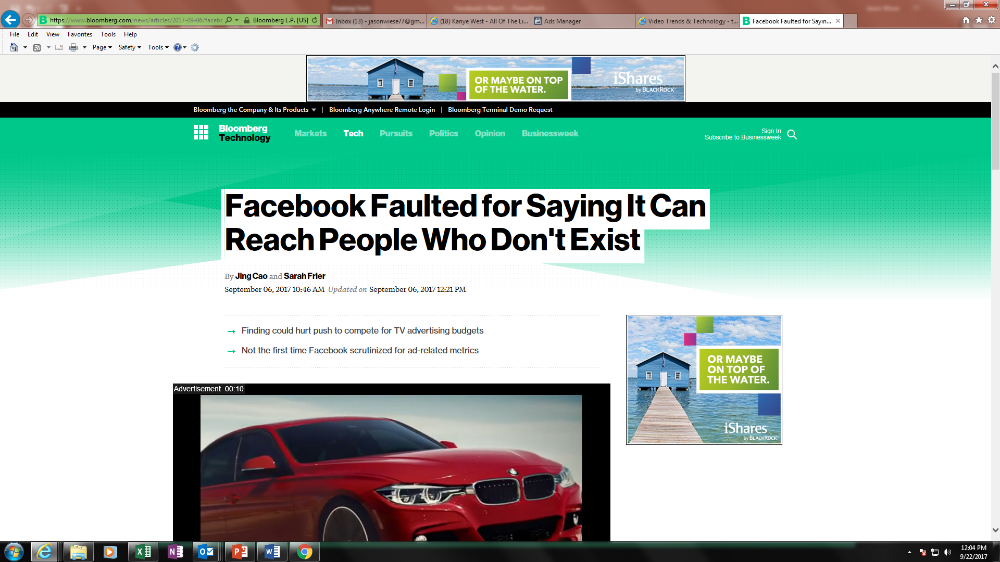 https://www.bloomberg.com/news/articles/2017-09-06/facebo
Bloomberg L.P. [US]
Inbox (13) - jasonwiese77@gm...
(18) Kanye West - All Of The Li...
Ads Manager
Video Trends & Technology - t...
Facebook Faulted for Sayin...
File Edit View Favorites Tools Help
Page Safety Tools
OR MAYBE ON TOP
OF THE WATER.
iShares
by BLACKROCK
Bloomberg the Company & Its Products | Bloomberg Anywhere Remote Login | Bloomberg Terminal Demo Request
Bloomberg
Technology
Markets Tech Pursuits Politics Opinion Businessweek
Sign In
Subscribe to Businessweek
Facebook Faulted for Saying It Can
Reach People Who Don't Exist
By Jing Cao and Sarah Frier
September 06, 2017 10:46 AM Updated on September 06, 2017 12:21 PM
→ Finding could hurt push to compete for TV advertising budgets
→ Not the first time Facebook scrutinized for ad-related metrics
Advertisement 00:10
OR MAYBE
ON TOP OF
THE WATER.
iShares
by BLACKROCK
12:04 PM
9/22/2017